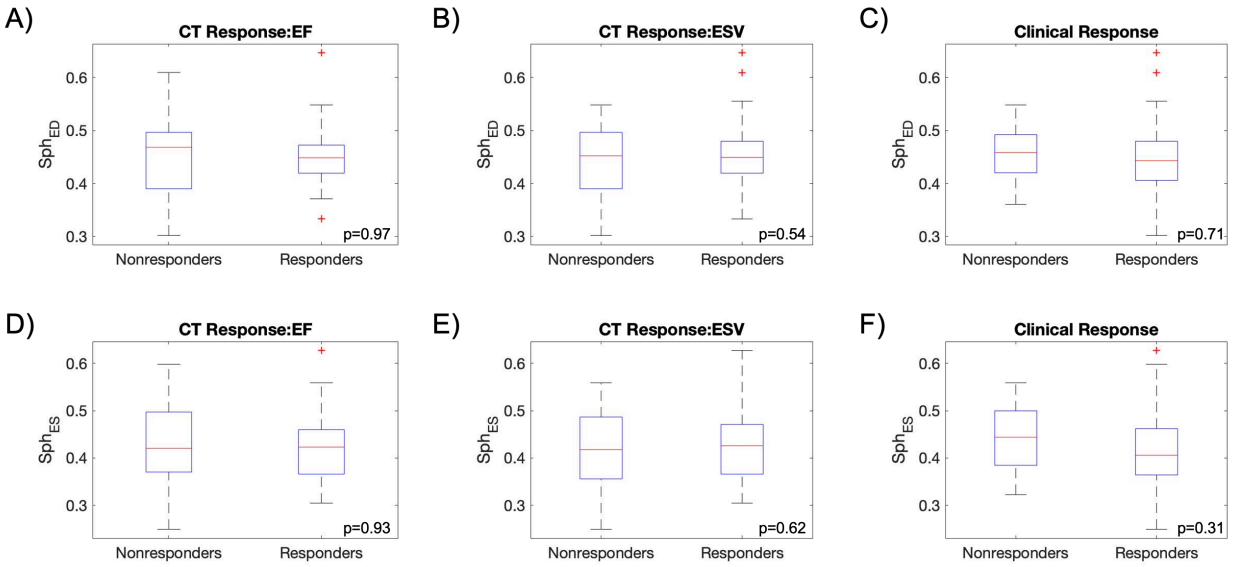 A)
CT Response:EF
Sph_ED
0.6
0.5
0.4
0.3
p=0.97
Nonresponders Responders
B)
CT Response:ESV
Sph_ED
0.6
0.5
0.4
0.3
p=0.54
Nonresponders Responders
C)
Clinical Response
Sph_ED
0.6
0.5
0.4
0.3
p=0.71
Nonresponders Responders
D)
CT Response:EF
Sph_ES
0.6
0.5
0.4
0.3
p=0.93
Nonresponders Responders
E)
CT Response:ESV
Sph_ES
0.6
0.5
0.4
0.3
p=0.62
Nonresponders Responders
F)
Clinical Response
Sph_ES
0.6
0.5
0.4
0.3
p=0.31
Nonresponders Responders